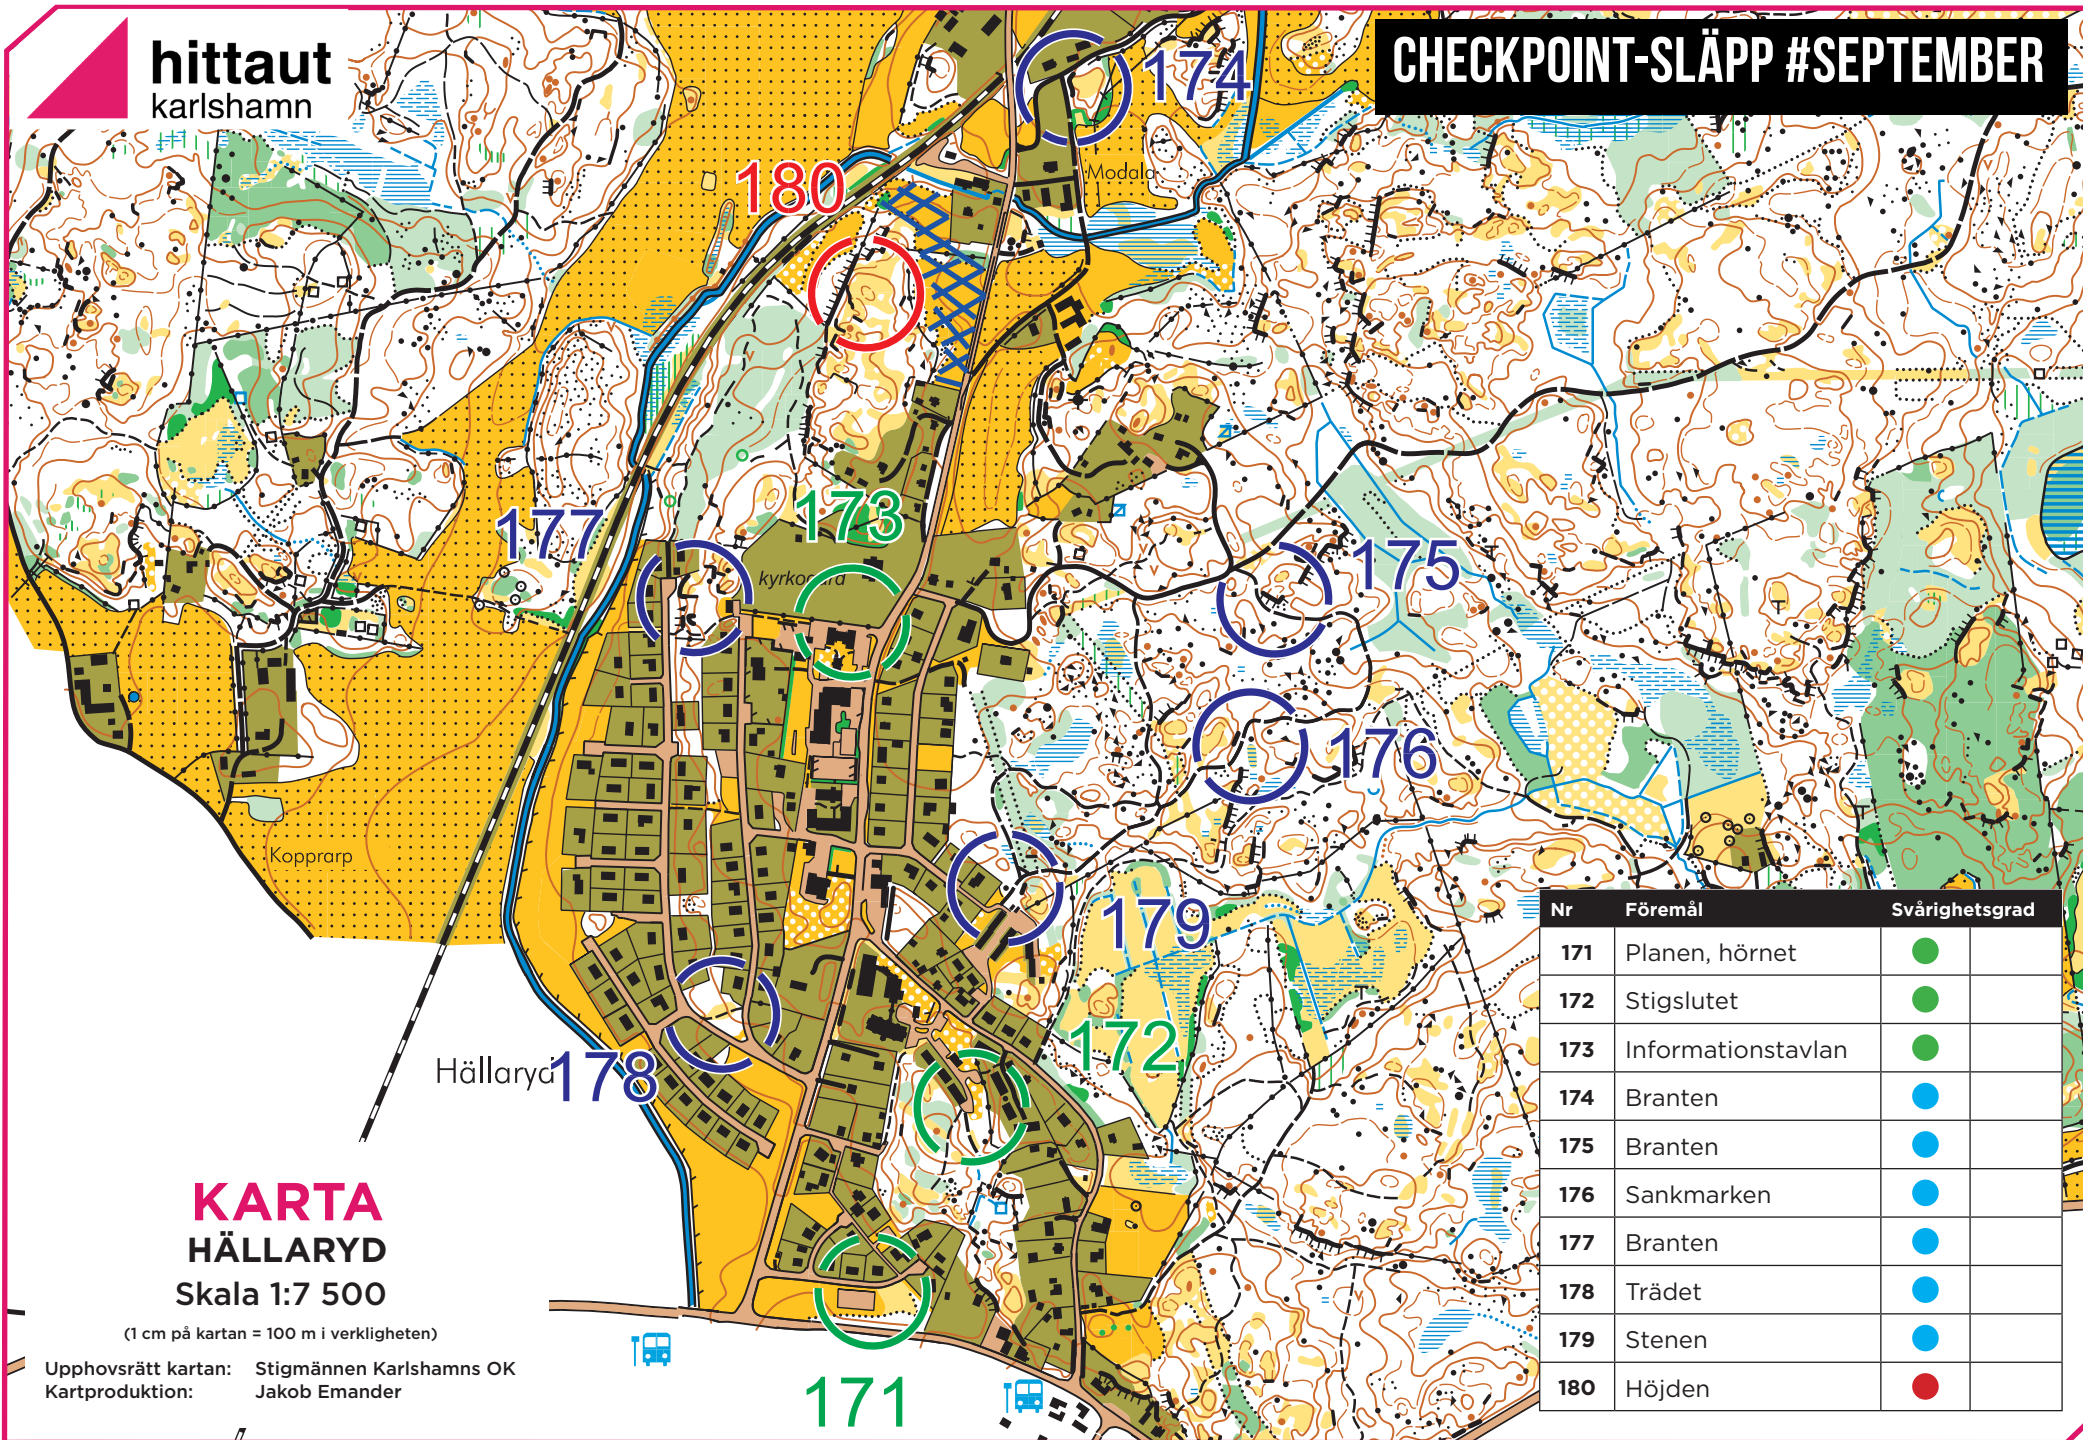 hittaut
karlshamn
CHECKPOINT-SLÄPP #SEPTEMBER
174
Modala
180
177
173
kyrkogård
175
176
179
172
Kopprarp
Hällaryd
178
171
KARTA
HÄLLARYD
Skala 1:7 500
(1 cm på kartan = 100 m i verkligheten)
Upphovsrätt kartan: Stigmännen Karlshamns OK
Kartproduktion: Jakob Emander
Nr Föremål Svårighetsgrad
171 Planen, hörnet
172 Stigslutet
173 Informationstavlan
174 Branten
175 Branten
176 Sankmarken
177 Branten
178 Trädet
179 Stenen
180 Höjden